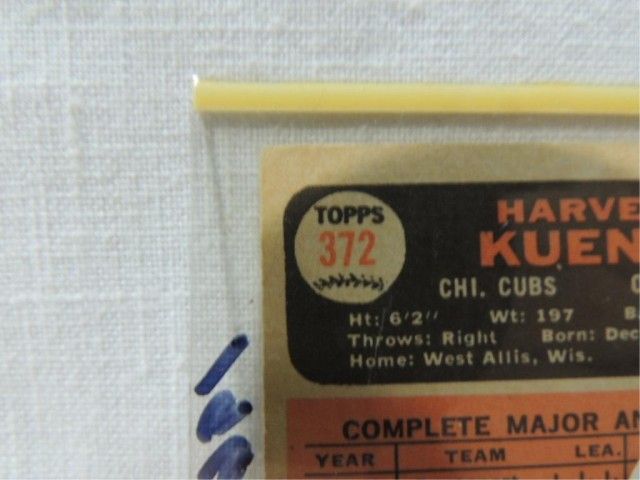 TOPPS
372
HARVE
KUEN
CHI. CUBS
Ht: 6'2" Wt: 197 B
Throws: Right Born: Dec
Home: West Allis, Wis.
COMPLETE MAJOR AN
YEAR TEAM LEA.